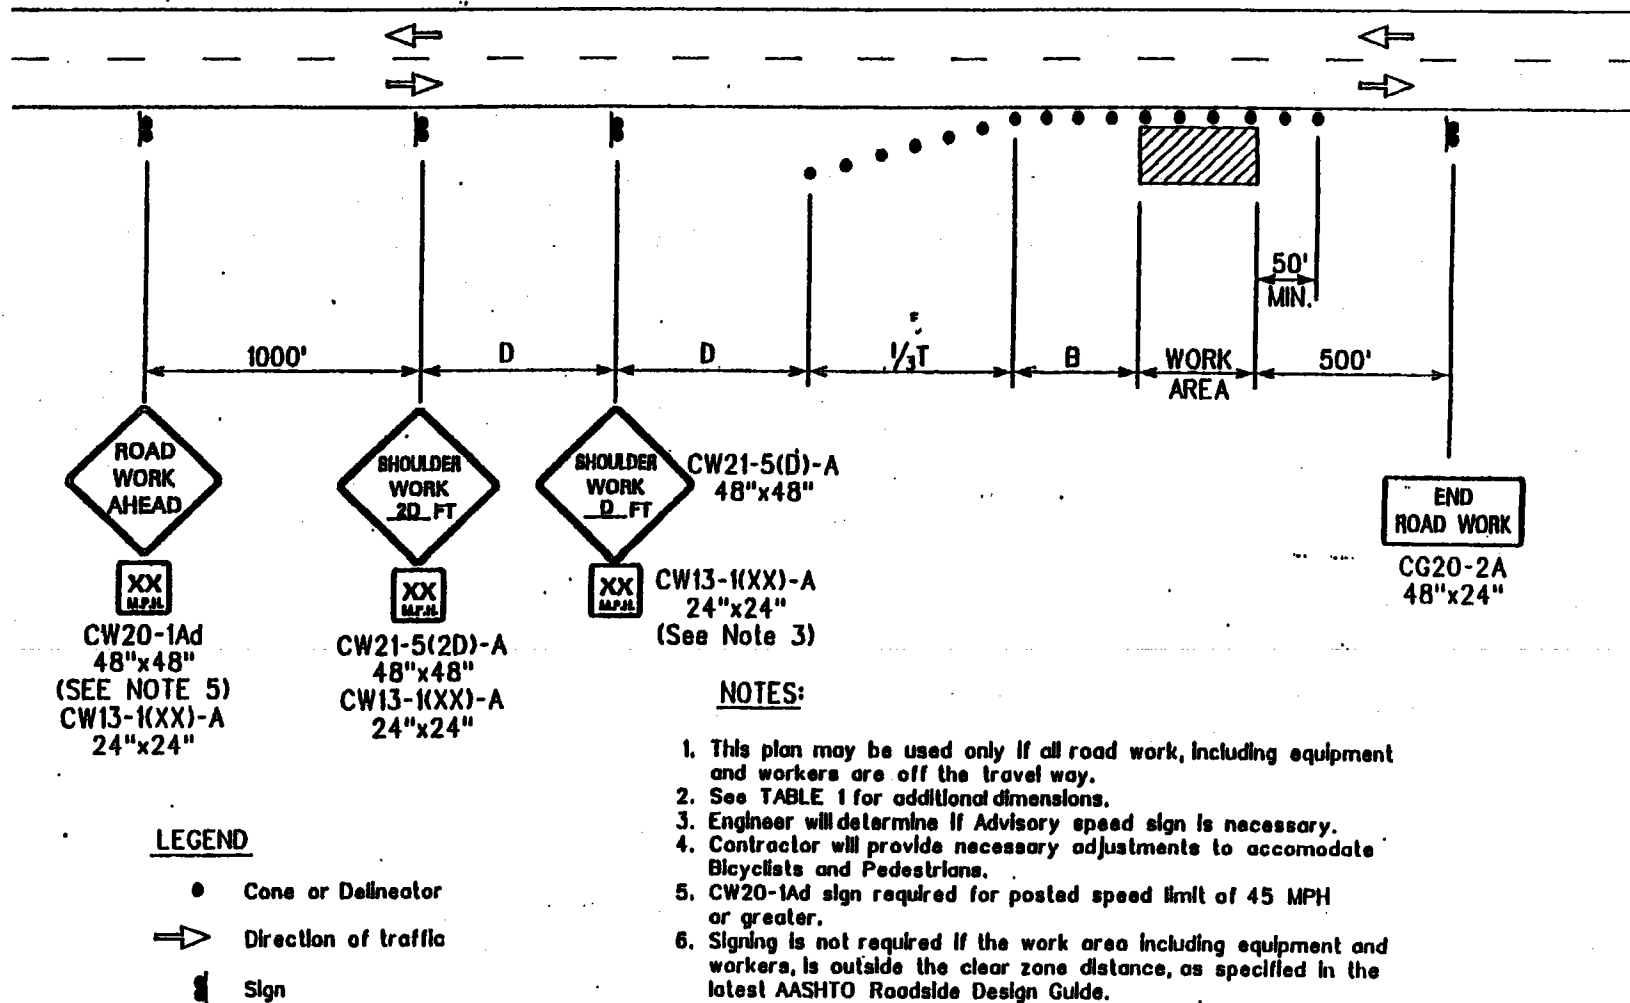 50'
MIN.
1000'
D
D
1/3T
B
WORK
AREA
500'
ROAD
WORK
AHEAD
XX
M.P.H.
CW20-1Ad
48"x48"
(SEE NOTE 5)
CW13-1(XX)-A
24"x24"
SHOULDER
WORK
2D FT
XX
M.P.H.
CW21-5(2D)-A
48"x48"
CW13-1(XX)-A
24"x24"
SHOULDER
WORK
D FT
CW21-5(D)-A
48"x48"
XX
M.P.H.
CW13-1(XX)-A
24"x24"
(See Note 3)
END
ROAD WORK
CG20-2A
48"x24"
NOTES:
1. This plan may be used only if all road work, including equipment
and workers are off the travel way.
2. See TABLE 1 for additional dimensions.
3. Engineer will determine if Advisory speed sign is necessary.
4. Contractor will provide necessary adjustments to accomodate
Bicyclists and Pedestrians.
5. CW20-1Ad sign required for posted speed limit of 45 MPH
or greater.
6. Signing is not required if the work area including equipment and
workers, is outside the clear zone distance, as specified in the
latest AASHTO Roadside Design Guide.
LEGEND
Cone or Delineator
Direction of traffic
Sign